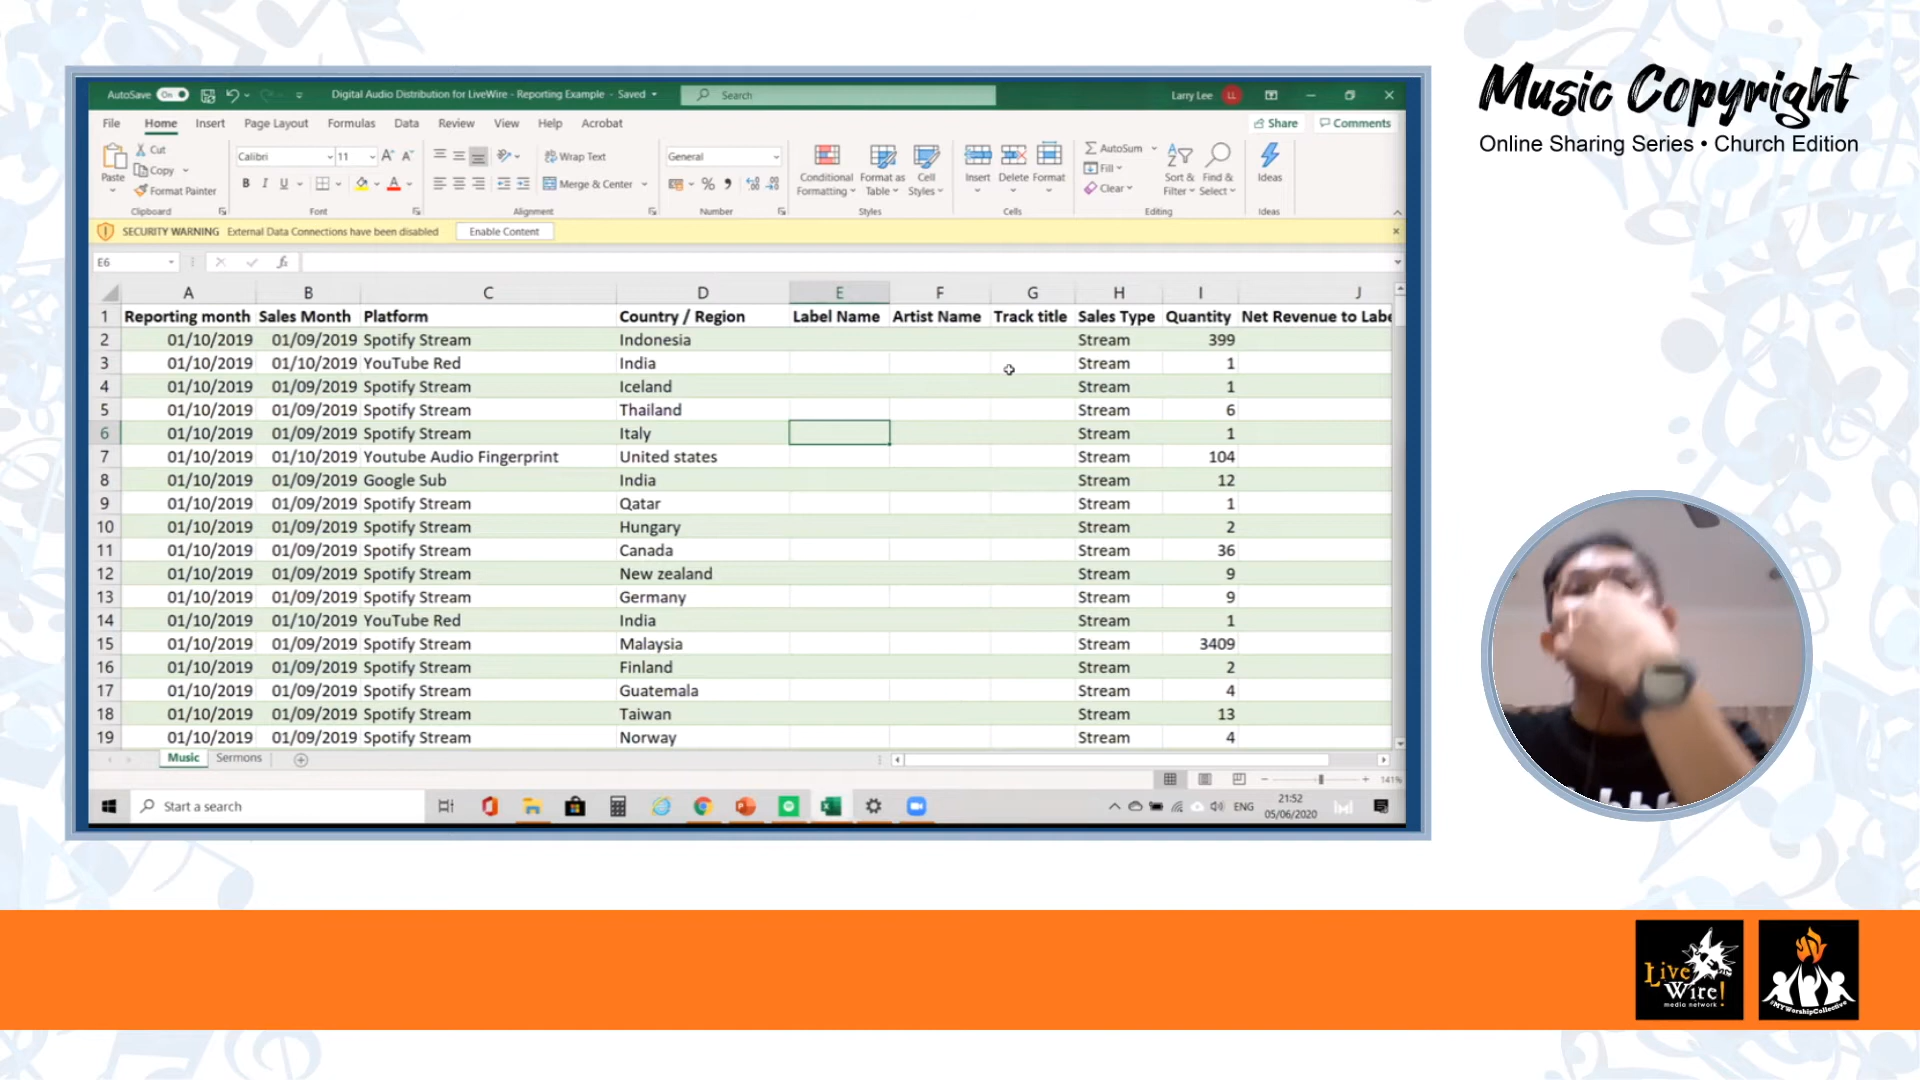 Music Copyright
Online Sharing Series • Church Edition
AutoSave On Digital Audio Distribution for LiveWire - Reporting Example - Saved Search Larry Lee LL
File Home Insert Page Layout Formulas Data Review View Help Acrobat Share Comments
Paste Cut Copy Format Painter Clipboard
Calibri 11 B I U Font
Wrap Text Merge & Center Alignment
General % Number
Conditional Formatting Format as Table Cell Styles Styles
Insert Delete Format Cells
AutoSum Fill Clear Sort & Filter Find & Select Editing
Ideas Ideas
SECURITY WARNING External Data Connections have been disabled Enable Content
E6 fx
A B C D E F G H I J
1 Reporting month Sales Month Platform Country / Region Label Name Artist Name Track title Sales Type Quantity Net Revenue to Labe
2 01/10/2019 01/09/2019 Spotify Stream Indonesia Stream 399
3 01/10/2019 01/10/2019 YouTube Red India Stream 1
4 01/10/2019 01/09/2019 Spotify Stream Iceland Stream 1
5 01/10/2019 01/09/2019 Spotify Stream Thailand Stream 6
6 01/10/2019 01/09/2019 Spotify Stream Italy Stream 1
7 01/10/2019 01/10/2019 Youtube Audio Fingerprint United states Stream 104
8 01/10/2019 01/09/2019 Google Sub India Stream 12
9 01/10/2019 01/09/2019 Spotify Stream Qatar Stream 1
10 01/10/2019 01/09/2019 Spotify Stream Hungary Stream 2
11 01/10/2019 01/09/2019 Spotify Stream Canada Stream 36
12 01/10/2019 01/09/2019 Spotify Stream New zealand Stream 9
13 01/10/2019 01/09/2019 Spotify Stream Germany Stream 9
14 01/10/2019 01/10/2019 YouTube Red India Stream 1
15 01/10/2019 01/09/2019 Spotify Stream Malaysia Stream 3409
16 01/10/2019 01/09/2019 Spotify Stream Finland Stream 2
17 01/10/2019 01/09/2019 Spotify Stream Guatemala Stream 4
18 01/10/2019 01/09/2019 Spotify Stream Taiwan Stream 13
19 01/10/2019 01/09/2019 Spotify Stream Norway Stream 4
Music Sermons
141%
Start a search ENG 21:52
05/06/2020
Live
Wire!
media network
#MYWorshipCollective